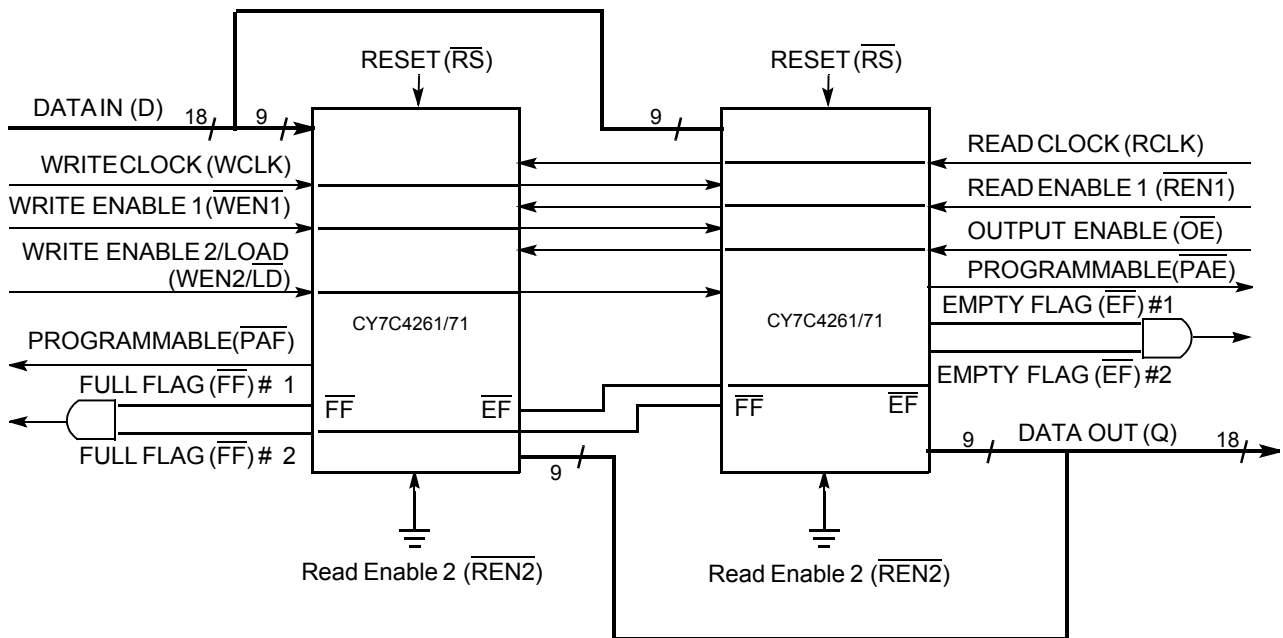 RESET (RS)
RESET (RS)
DATA IN (D)
18
9
9
WRITE CLOCK (WCLK)
READ CLOCK (RCLK)
WRITE ENABLE 1 (WEN1)
READ ENABLE 1 (REN1)
WRITE ENABLE 2/LOAD
(WEN2/LD)
OUTPUT ENABLE (OE)
PROGRAMMABLE(PAE)
CY7C4261/71
CY7C4261/71
EMPTY FLAG (EF) #1
PROGRAMMABLE(PAF)
EMPTY FLAG (EF) #2
FULL FLAG (FF) # 1
FF
EF
FF
EF
FULL FLAG (FF) # 2
9
9
DATA OUT (Q)
18
Read Enable 2 (REN2)
Read Enable 2 (REN2)